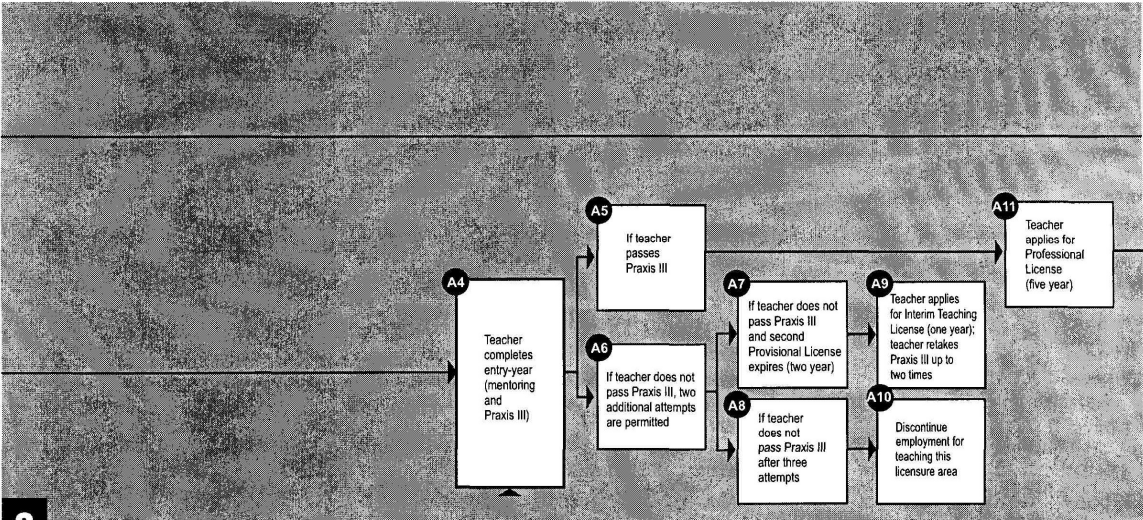 A4
Teacher
completes
entry-year
(mentoring
and
Praxis III)
A5
If teacher
passes
Praxis III
A6
If teacher does not
pass Praxis III, two
additional attempts
are permitted
A7
If teacher does not
pass Praxis III
and second
Provisional License
expires (two year)
A8
If teacher
does not
pass Praxis III
after three
attempts
A9
Teacher applies
for Interim Teaching
License (one year);
teacher retakes
Praxis III up to
two times
A10
Discontinue
employment for
teaching this
licensure area
A11
Teacher
applies for
Professional
License
(five year)